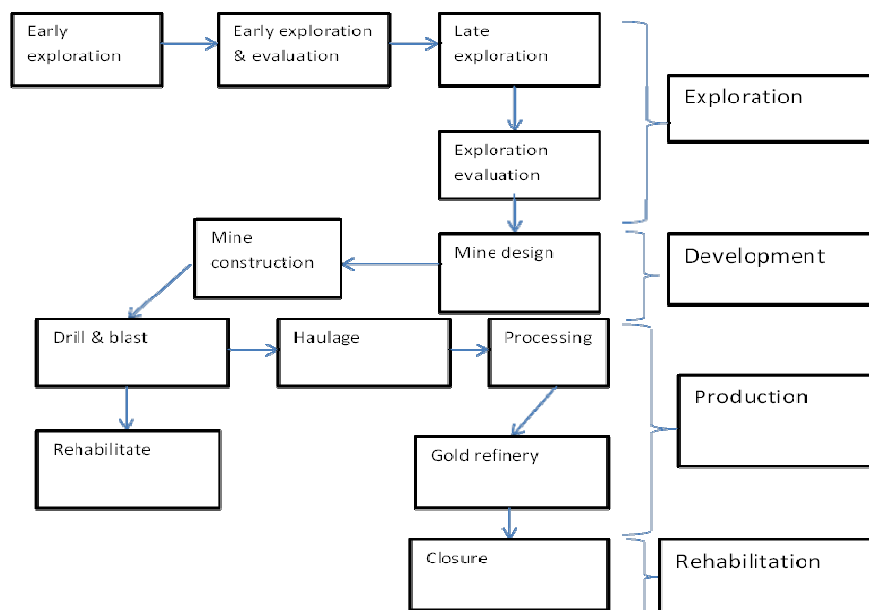 Early
exploration
Early exploration
& evaluation
Late
exploration
Exploration
Exploration
evaluation
Mine
construction
Mine design
Development
Drill & blast
Haulage
Processing
Production
Rehabilitate
Gold refinery
Closure
Rehabilitation